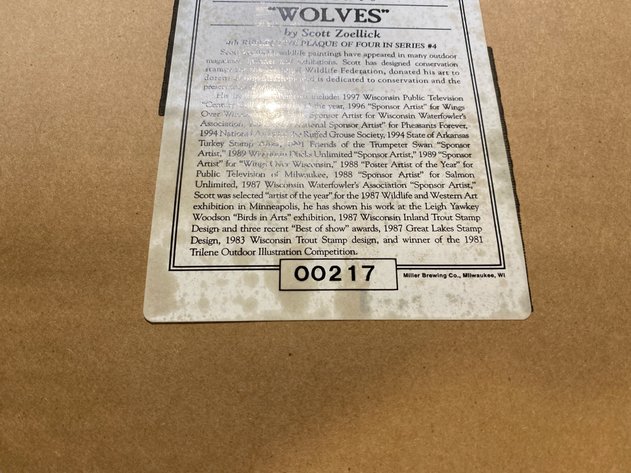 "WOLVES"
by Scott Zoellick
PLAQUE OF FOUR IN SERIES #4
wildlife paintings have appeared in many outdoor
exhibitions. Scott has designed conservation
Wildlife Federation, donated his art to
and is dedicated to conservation and the
include: 1997 Wisconsin Public Television
the year, 1996 "Sponsor Artist" for Wings
Over Sponsor Artist for Wisconsin Waterfowler's
Association, Sponsor Artist" for Pheasants Forever,
1994 Ruffed Grouse Society, 1994 State of Arkansas
Turkey Stamp Friends of the Trumpeter Swan "Sponsor
Artist," 1989 Ducks Unlimited "Sponsor Artist," 1989 "Sponsor
Artist" for "Wings Over Wisconsin," 1988 "Poster Artist of the Year" for
Public Television of Milwaukee, 1988 "Sponsor Artist" for Salmon
Unlimited, 1987 Wisconsin Waterfowler's Association "Sponsor Artist,"
Scott was selected "artist of the year" for the 1987 Wildlife and Western Art
exhibition in Minneapolis, he has shown his work at the Leigh Yawkey
Woodson "Birds in Arts" exhibition, 1987 Wisconsin Inland Trout Stamp
Design and three recent "Best of show" awards, 1987 Great Lakes Stamp
Design, 1983 Wisconsin Trout Stamp design, and winner of the 1981
Trilene Outdoor Illustration Competition.
00217
Miller Brewing Co., Milwaukee, WI